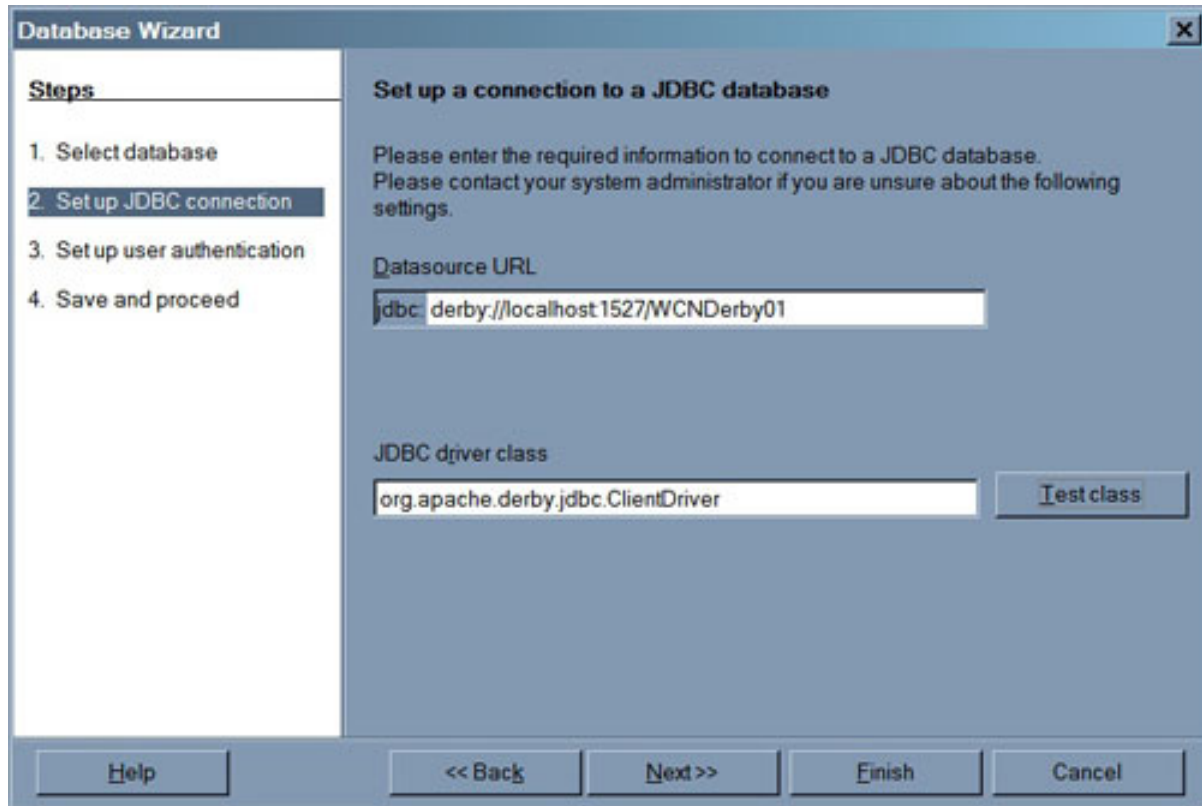 Database Wizard
Steps
1. Select database
2. Set up JDBC connection
3. Set up user authentication
4. Save and proceed
Set up a connection to a JDBC database
Please enter the required information to connect to a JDBC database.
Please contact your system administrator if you are unsure about the following
settings.
Datasource URL
jdbc: derby://localhost:1527/WCNDerby01
JDBC driver class
org.apache.derby.jdbc.ClientDriver
Test class
Help
<< Back
Next >>
Finish
Cancel